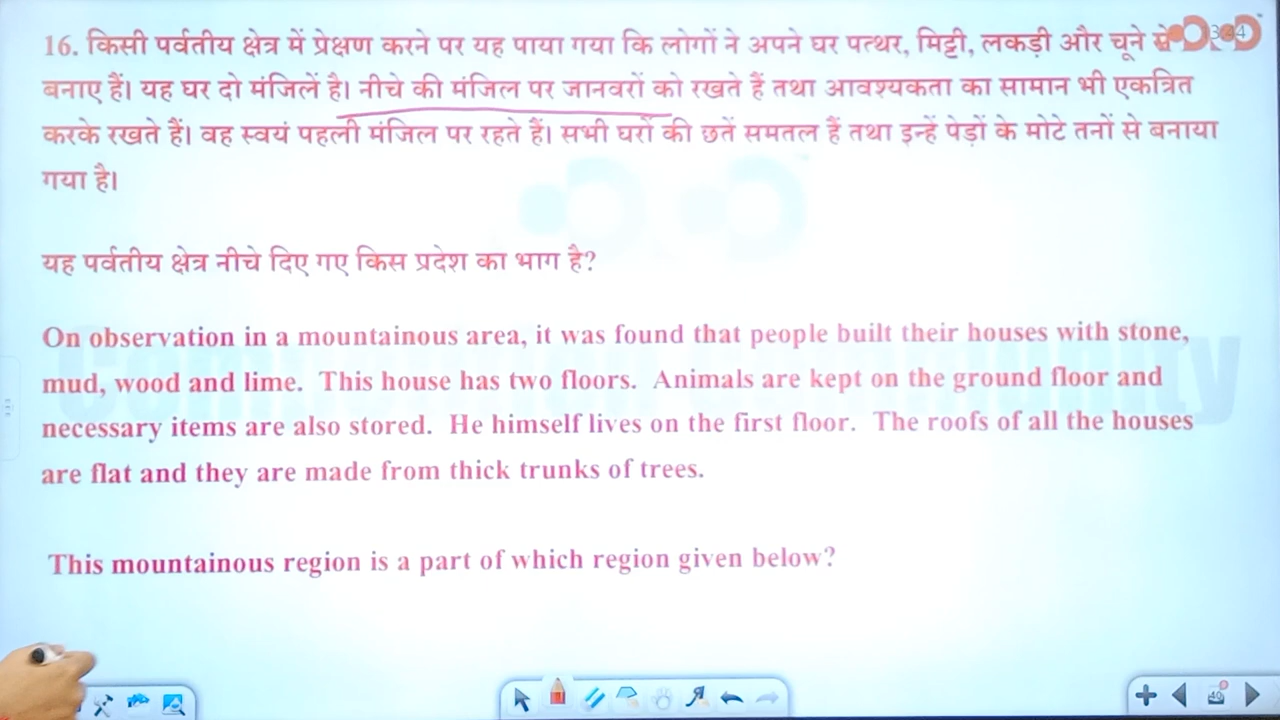 16. किसी पर्वतीय क्षेत्र में प्रेक्षण करने पर यह पाया गया कि लोगों ने अपने घर पत्थर, मिट्टी, लकड़ी और चूने से
बनाए हैं। यह घर दो मंजिलें है। नीचे की मंजिल पर जानवरों को रखते हैं तथा आवश्यकता का सामान भी एकत्रित
करके रखते हैं। वह स्वयं पहली मंजिल पर रहते हैं। सभी घरों की छतें समतल हैं तथा इन्हें पेड़ों के मोटे तनों से बनाया
गया है।
यह पर्वतीय क्षेत्र नीचे दिए गए किस प्रदेश का भाग है?
On observation in a mountainous area, it was found that people built their houses with stone,
mud, wood and lime. This house has two floors. Animals are kept on the ground floor and
necessary items are also stored. He himself lives on the first floor. The roofs of all the houses
are flat and they are made from thick trunks of trees.
This mountainous region is a part of which region given below?
40